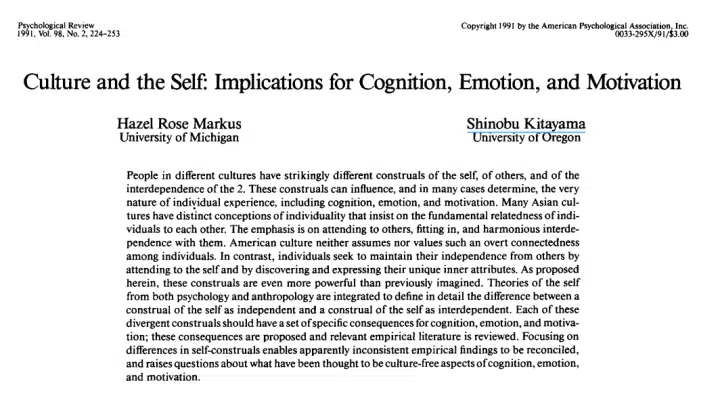 Psychological Review
1991, Vol. 98, No. 2, 224-253
Copyright 1991 by the American Psychological Association, Inc.
0033-295X/91/$3.00
Culture and the Self: Implications for Cognition, Emotion, and Motivation
Hazel Rose Markus
University of Michigan
Shinobu Kitayama
University of Oregon
People in different cultures have strikingly different construals of the self, of others, and of the
interdependence of the 2. These construals can influence, and in many cases determine, the very
nature of individual experience, including cognition, emotion, and motivation. Many Asian cul-
tures have distinct conceptions of individuality that insist on the fundamental relatedness of indi-
viduals to each other. The emphasis is on attending to others, fitting in, and harmonious interde-
pendence with them. American culture neither assumes nor values such an overt connectedness
among individuals. In contrast, individuals seek to maintain their independence from others by
attending to the self and by discovering and expressing their unique inner attributes. As proposed
herein, these construals are even more powerful than previously imagined. Theories of the self
from both psychology and anthropology are integrated to define in detail the difference between a
construal of the self as independent and a construal of the self as interdependent. Each of these
divergent construals should have a set of specific consequences for cognition, emotion, and motiva-
tion; these consequences are proposed and relevant empirical literature is reviewed. Focusing on
differences in self-construals enables apparently inconsistent empirical findings to be reconciled,
and raises questions about what have been thought to be culture-free aspects of cognition, emotion,
and motivation.